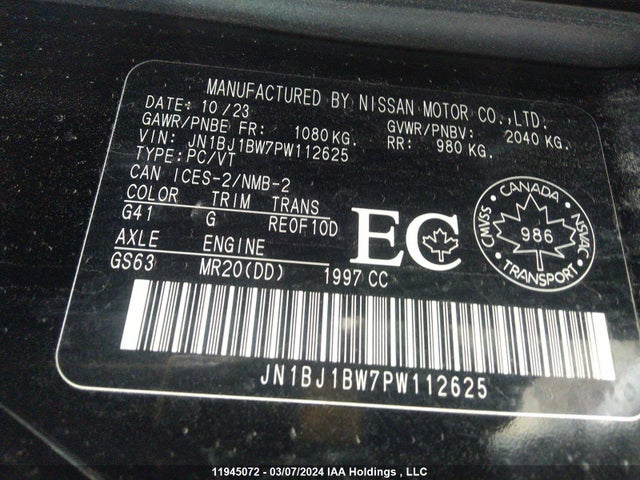 MANUFACTURED BY NISSAN MOTOR CO.,LTD.
DATE: 10/23
GAWR/PNBE FR: 1080 KG. GVWR/PNBV: 2040 KG.
RR: 980 KG.
VIN: JN1BJ1BW7PW112625
TYPE: PC/VT
CAN ICES-2/NMB-2
COLOR TRIM TRANS
G41 G RE0F10D
AXLE ENGINE
GS63 MR20(DD) 1997 CC
EC
CANADA
CMVSS 986 NSVAC
TRANSPORT
JN1BJ1BW7PW112625
11945072 - 03/07/2024 IAA Holdings , LLC